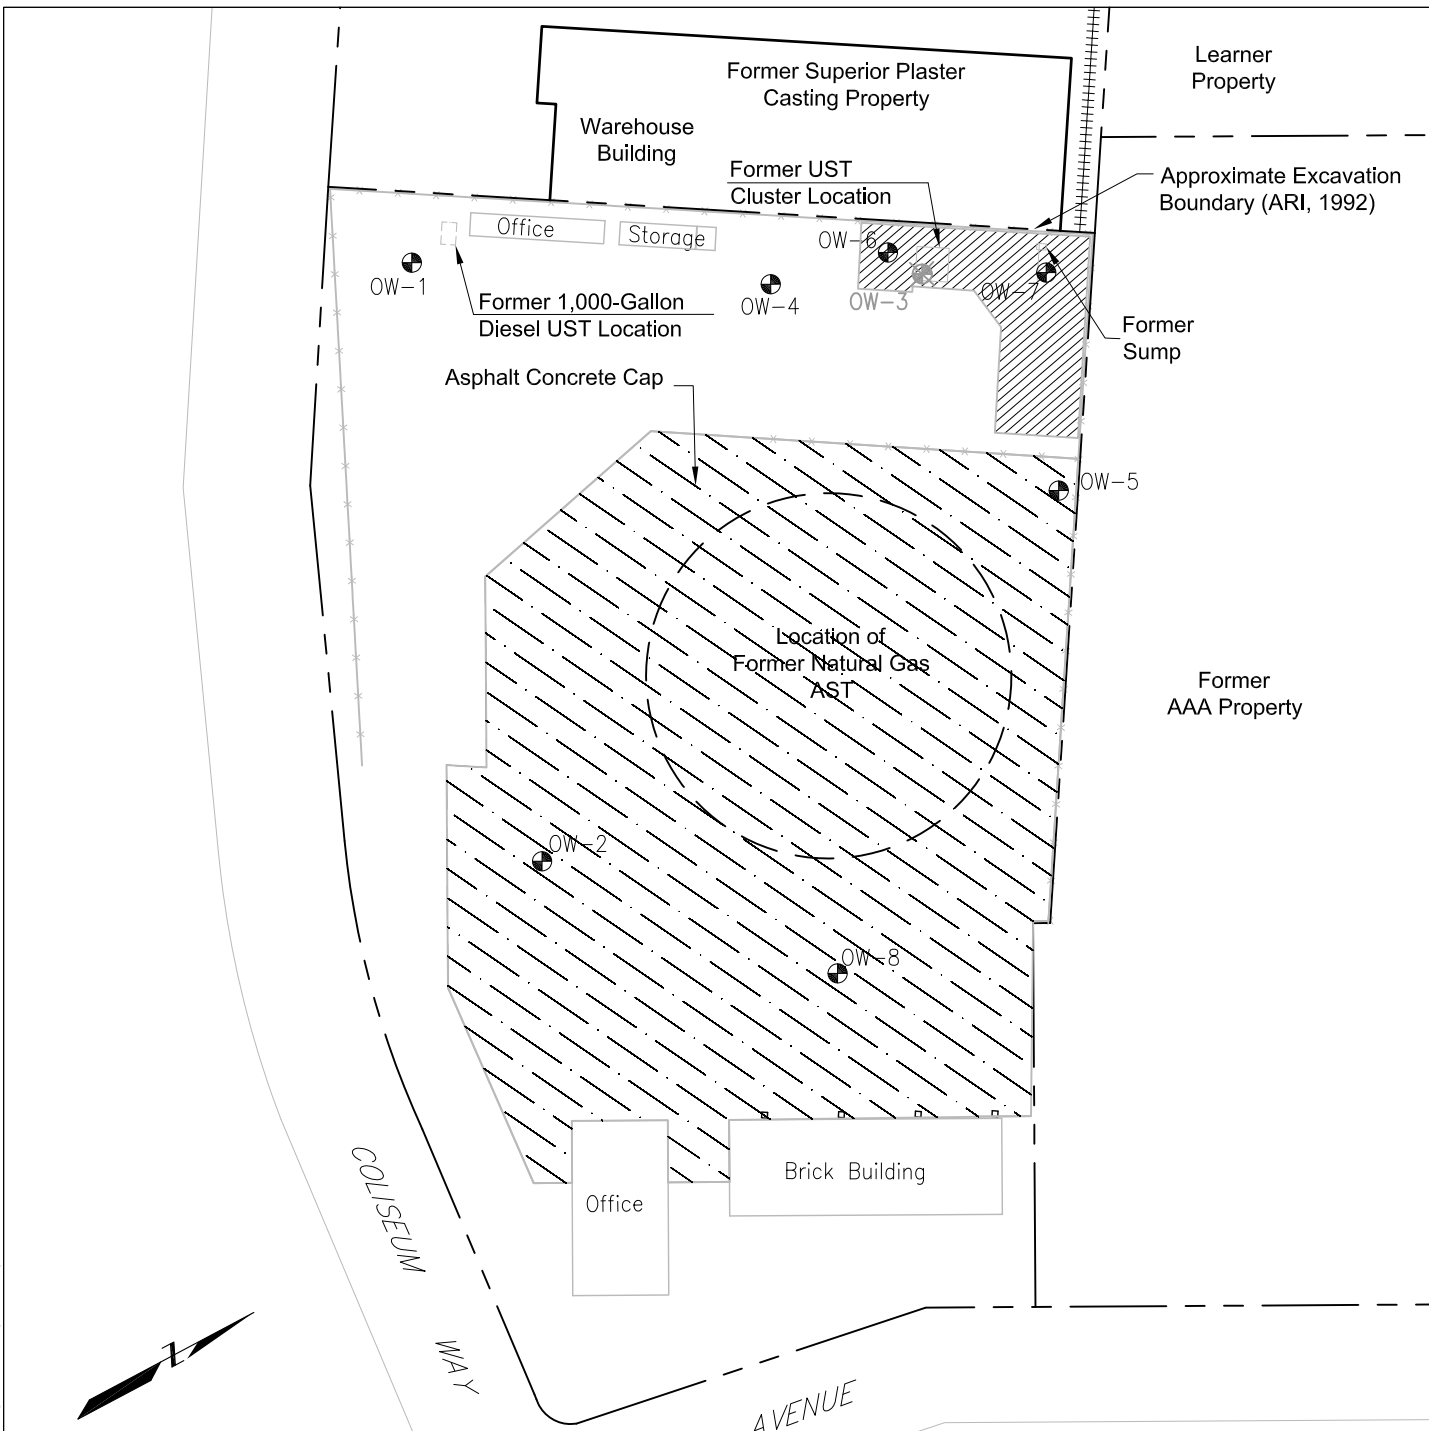 Learner
Property
Former Superior Plaster
Casting Property
Warehouse
Building
Former UST
Cluster Location
Approximate Excavation
Boundary (ARI, 1992)
Office
Storage
OW-6
OW-1
OW-4
OW-3
OW-7
Former 1,000-Gallon
Diesel UST Location
Former
Sump
Asphalt Concrete Cap
OW-5
Location of
Former Natural Gas
AST
Former
AAA Property
OW-2
OW-8
Brick Building
Office
COLISEUM
WAY
AVENUE
Z